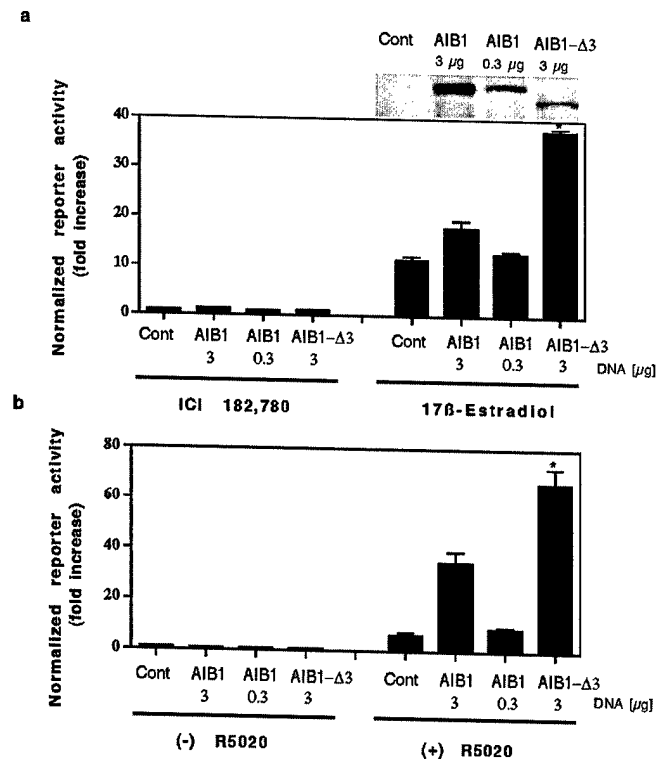 a
Cont AIB1 AIB1 AIB1–Δ3
3 µg 0.3 µg 3 µg
Normalized reporter activity
(fold increase)
40
30
20
10
0
*
Cont AIB1 AIB1 AIB1–Δ3 Cont AIB1 AIB1 AIB1–Δ3
3 0.3 3 3 0.3 3 DNA [µg]
ICI 182,780 17ß-Estradiol
b
Normalized reporter activity
(fold increase)
80
60
40
20
0
*
Cont AIB1 AIB1 AIB1–Δ3 Cont AIB1 AIB1 AIB1–Δ3
3 0.3 3 3 0.3 3 DNA [µg]
(-) R5020 (+) R5020